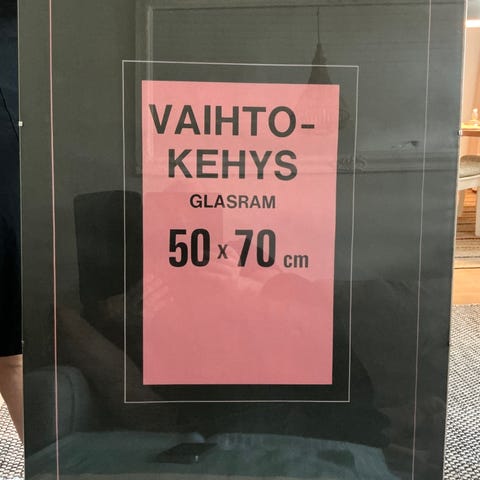 VAIHTO-
KEHYS
GLASRAM
50 x 70 cm